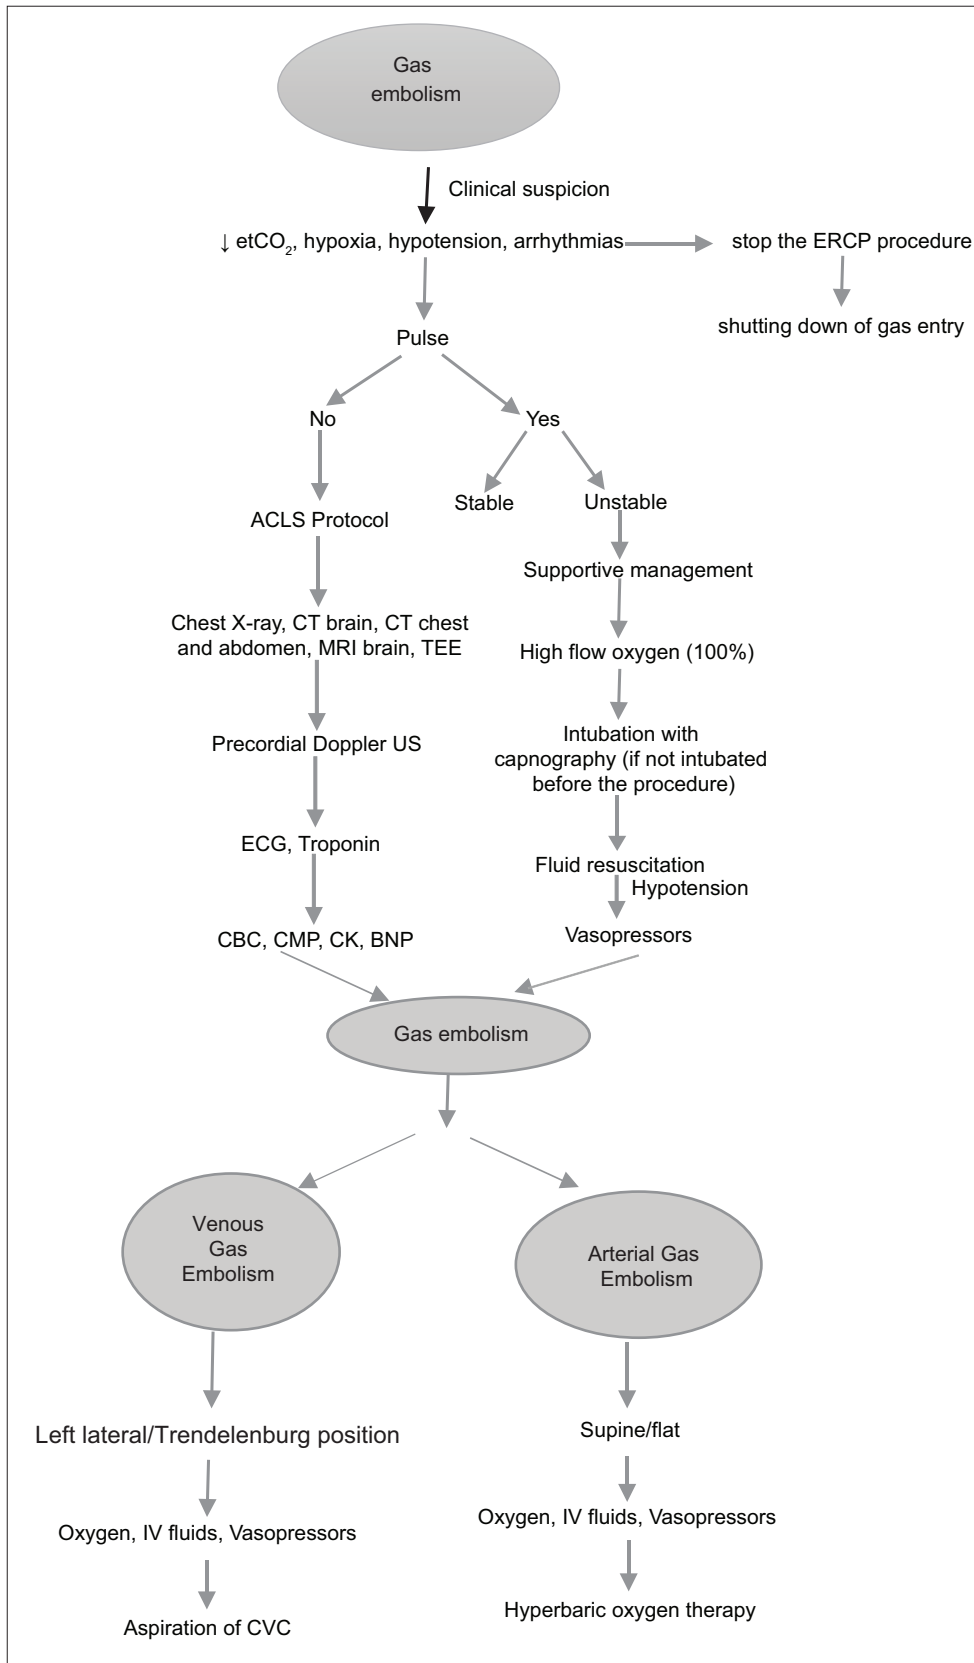 Gas
embolism
Clinical suspicion
↓ etCO₂, hypoxia, hypotension, arrhythmias
stop the ERCP procedure
shutting down of gas entry
Pulse
No
Yes
Stable
Unstable
ACLS Protocol
Supportive management
Chest X-ray, CT brain, CT chest
and abdomen, MRI brain, TEE
High flow oxygen (100%)
Precordial Doppler US
Intubation with
capnography (if not intubated
before the procedure)
ECG, Troponin
Fluid resuscitation
Hypotension
CBC, CMP, CK, BNP
Vasopressors
Gas embolism
Venous
Gas
Embolism
Arterial Gas
Embolism
Left lateral/Trendelenburg position
Supine/flat
Oxygen, IV fluids, Vasopressors
Oxygen, IV fluids, Vasopressors
Aspiration of CVC
Hyperbaric oxygen therapy